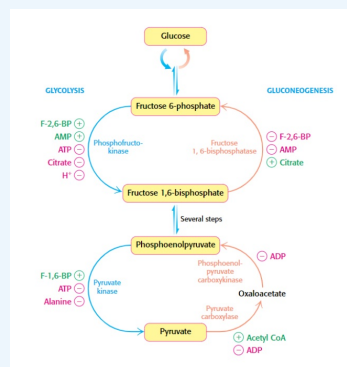 Glucose
GLYCOLYSIS
GLUCONEOGENESIS
Fructose 6-phosphate
F-2,6-BP +
AMP +
ATP −
Citrate −
H⁺ −
Phosphofructo-
kinase
Fructose
1, 6-bisphosphatase
− F-2,6-BP
− AMP
+ Citrate
Fructose 1,6-bisphosphate
Several steps
Phosphoenolpyruvate
F-1,6-BP +
ATP −
Alanine −
Pyruvate
kinase
Phosphoenol-
pyruvate
carboxykinase
− ADP
Oxaloacetate
Pyruvate
carboxylase
Pyruvate
+ Acetyl CoA
− ADP